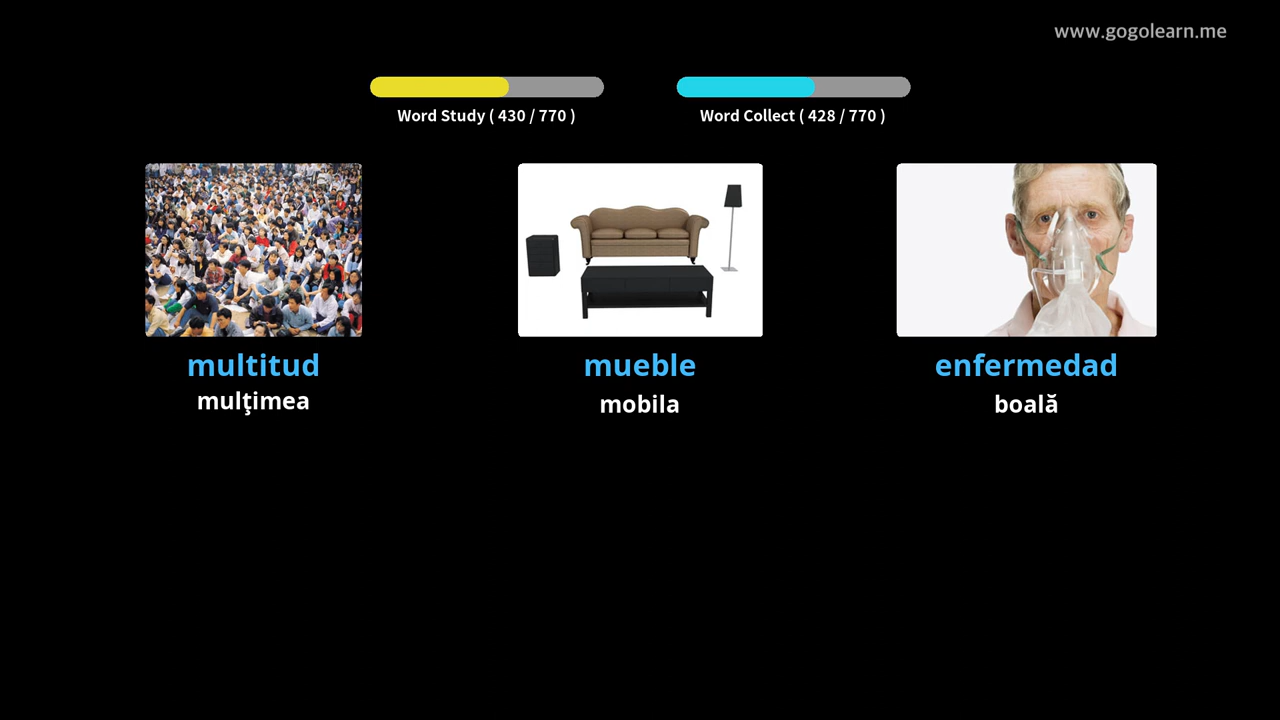 www.gogolearn.me
Word Study ( 430 / 770 )
Word Collect ( 428 / 770 )
multitud
mulţimea
mueble
mobila
enfermedad
boală